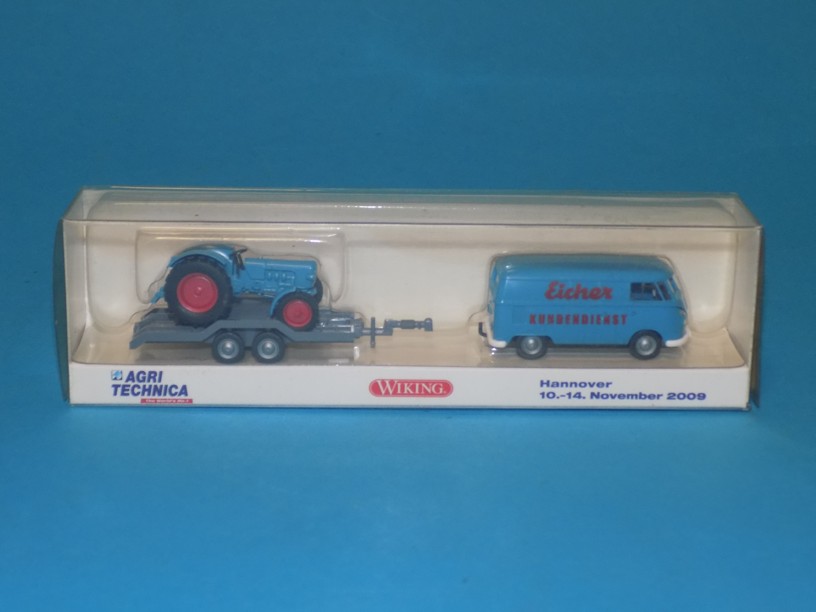 Eicher
KUNDENDIENST
AGRI
TECHNICA
WIKING
Hannover
10.-14. November 2009